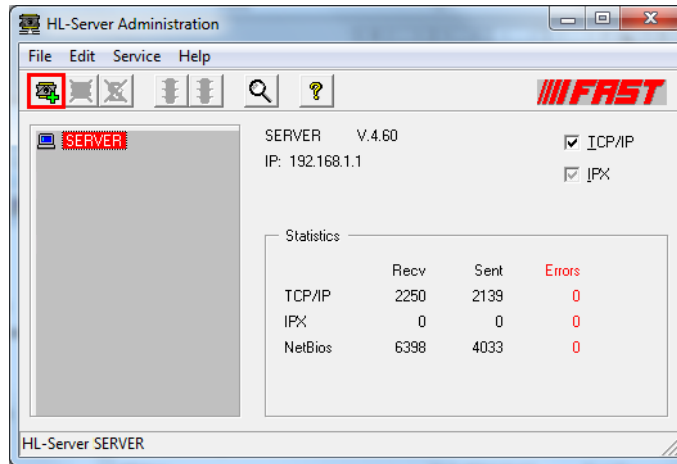 HL-Server Administration
File Edit Service Help
FAST
SERVER
SERVER V.4.60
IP: 192.168.1.1
TCP/IP
IPX
Statistics
Recv Sent Errors
TCP/IP 2250 2139 0
IPX 0 0 0
NetBios 6398 4033 0
HL-Server SERVER